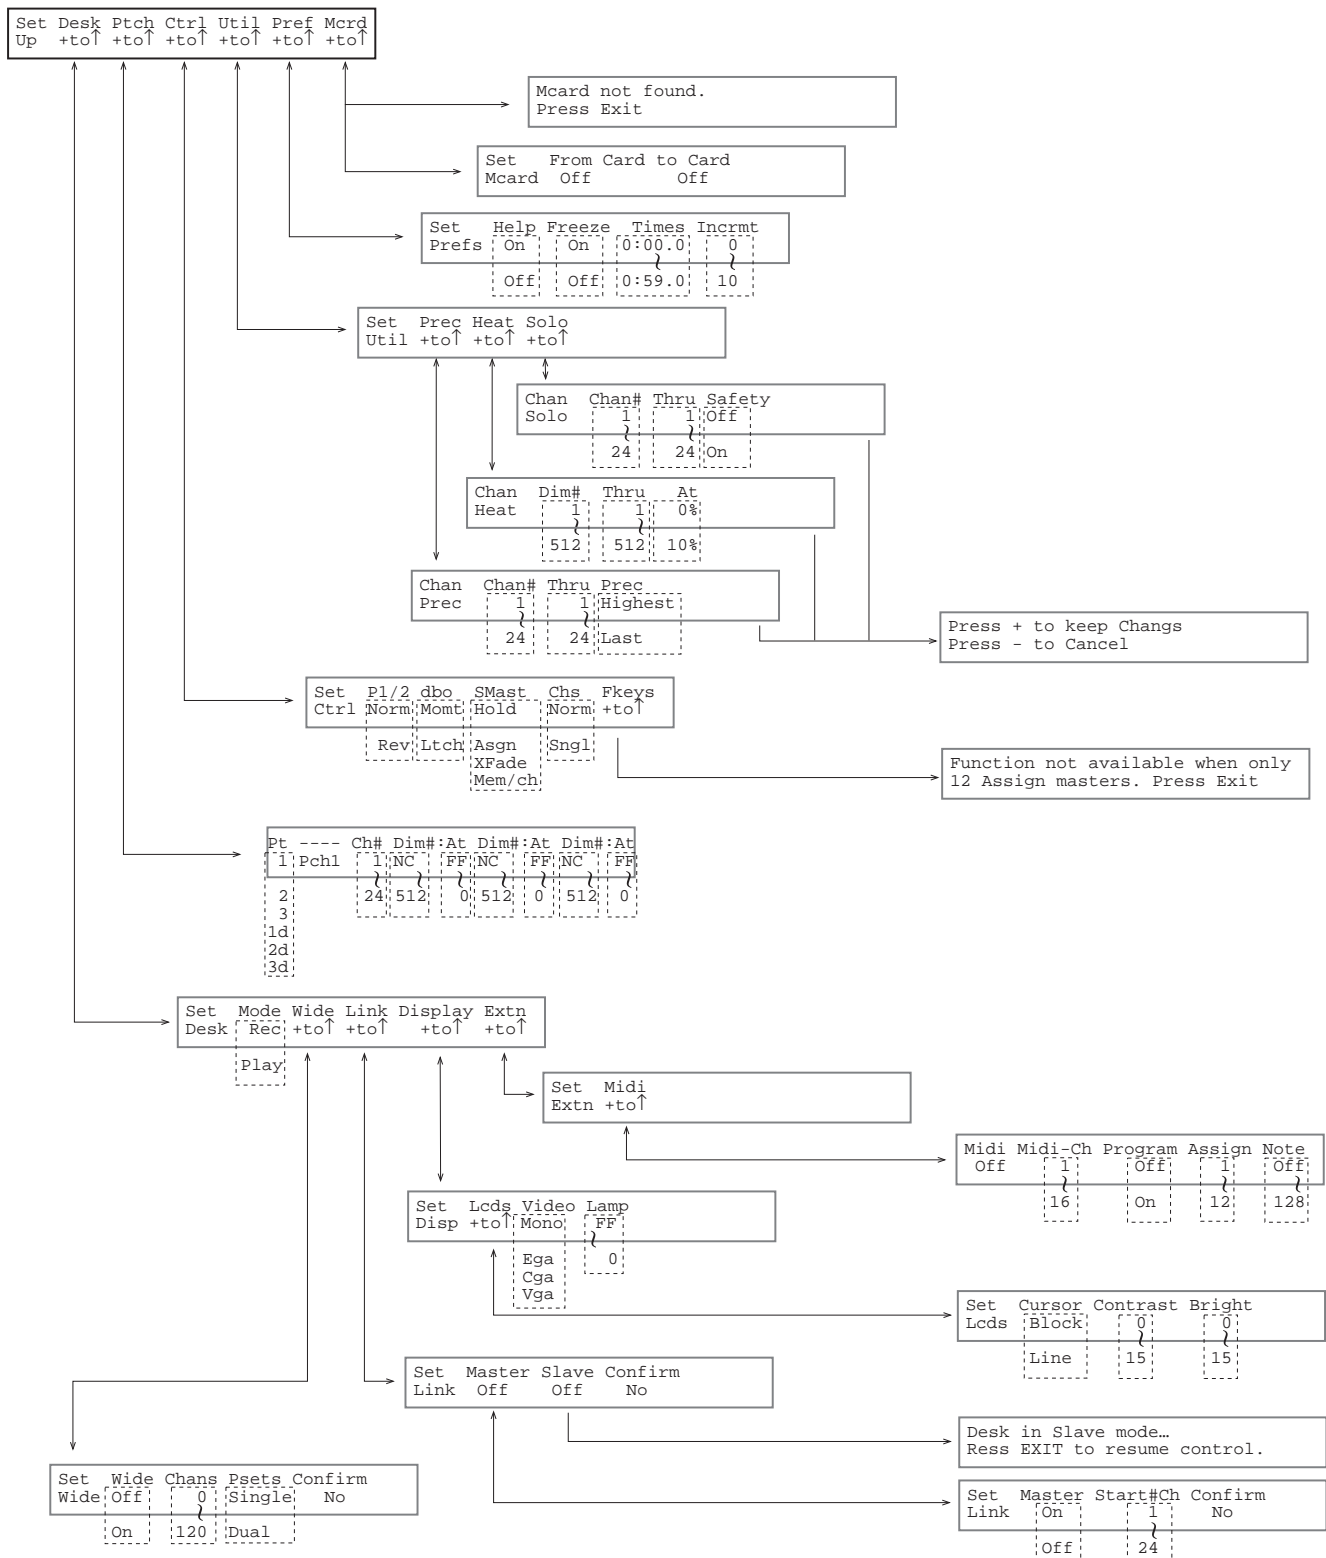 Set Desk Ptch Ctrl Util Pref Mcrd
Up +to↑ +to↑ +to↑ +to↑ +to↑ +to↑
Mcard not found.
Press Exit
Set From Card to Card
Mcard Off Off
Set Help Freeze Times Incrmt
Prefs On On 0:00.0 0
Off Off 0:59.0 10
Set Prec Heat Solo
Util +to↑ +to↑ +to↑
Chan Chan# Thru Safety
Solo 1 1 Off
24 24 On
Chan Dim# Thru At
Heat 1 1 0%
512 512 10%
Chan Chan# Thru Prec
Prec 1 1 Highest
24 24 Last
Press + to keep Changs
Press - to Cancel
Set P1/2 dbo SMast Chs Fkeys
Ctrl Norm Momt Hold Norm +to↑
Rev Ltch Asgn Sngl
XFade
Mem/ch
Function not available when only
12 Assign masters. Press Exit
Pt ---- Ch# Dim#:At Dim#:At Dim#:At
1 Pch1 1 NC FF NC FF NC FF
2 24 512 0 512 0 512 0
3
1d
2d
3d
Set Mode Wide Link Display Extn
Desk Rec +to↑ +to↑ +to↑ +to↑
Play
Set Midi
Extn +to↑
Midi Midi-Ch Program Assign Note
Off 1 Off 1 Off
16 On 12 128
Set Lcds Video Lamp
Disp +to↑ Mono FF
Ega 0
Cga
Vga
Set Cursor Contrast Bright
Lcds Block 0 0
Line 15 15
Set Master Slave Confirm
Link Off Off No
Desk in Slave mode…
Ress EXIT to resume control.
Set Wide Chans Psets Confirm
Wide Off 0 Single No
On 120 Dual
Set Master Start#Ch Confirm
Link On 1 No
Off 24